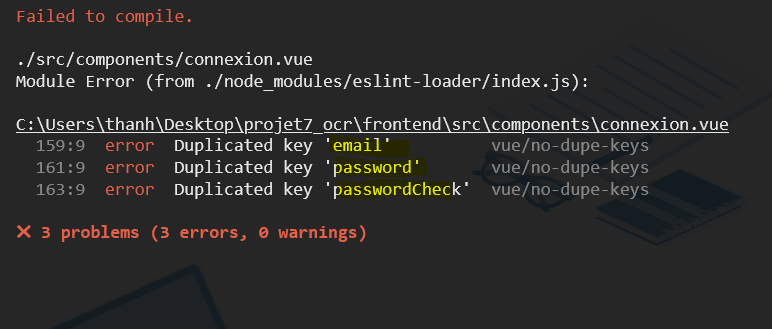 Failed to compile.
./src/components/connexion.vue
Module Error (from ./node_modules/eslint-loader/index.js):
C:\Users\thanh\Desktop\projet7_ocr\frontend\src\components\connexion.vue
159:9  error  Duplicated key 'email'  vue/no-dupe-keys
161:9  error  Duplicated key 'password'  vue/no-dupe-keys
163:9  error  Duplicated key 'passwordCheck'  vue/no-dupe-keys
✕ 3 problems (3 errors, 0 warnings)